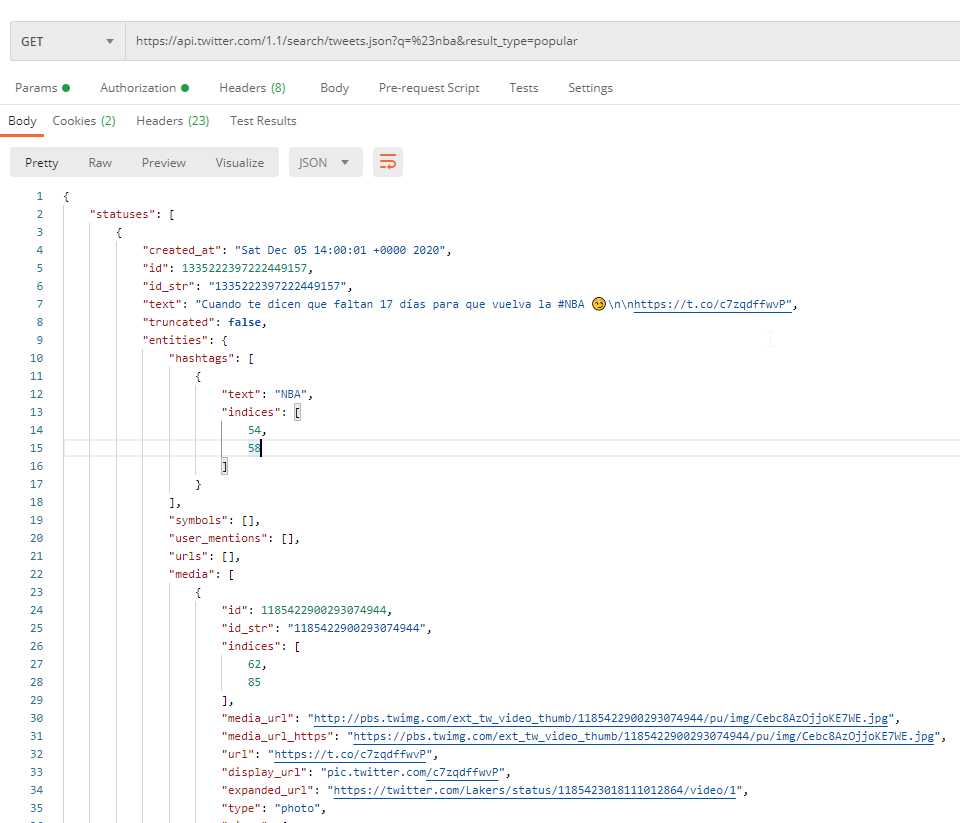 GET https://api.twitter.com/1.1/search/tweets.json?q=%23nba&result_type=popular
Params Authorization Headers (8) Body Pre-request Script Tests Settings
Body Cookies (2) Headers (23) Test Results
Pretty Raw Preview Visualize JSON
1 {
2 "statuses": [
3 {
4 "created_at": "Sat Dec 05 14:00:01 +0000 2020",
5 "id": 1335222397222449157,
6 "id_str": "1335222397222449157",
7 "text": "Cuando te dicen que faltan 17 días para que vuelva la #NBA 😏\n\nhttps://t.co/c7zqdffwvP",
8 "truncated": false,
9 "entities": {
10 "hashtags": [
11 {
12 "text": "NBA",
13 "indices": [
14 54,
15 58
16 ]
17 }
18 ],
19 "symbols": [],
20 "user_mentions": [],
21 "urls": [],
22 "media": [
23 {
24 "id": 1185422900293074944,
25 "id_str": "1185422900293074944",
26 "indices": [
27 62,
28 85
29 ],
30 "media_url": "http://pbs.twimg.com/ext_tw_video_thumb/1185422900293074944/pu/img/Cebc8AzOjjoKE7WE.jpg",
31 "media_url_https": "https://pbs.twimg.com/ext_tw_video_thumb/1185422900293074944/pu/img/Cebc8AzOjjoKE7WE.jpg",
32 "url": "https://t.co/c7zqdffwvP",
33 "display_url": "pic.twitter.com/c7zqdffwvP",
34 "expanded_url": "https://twitter.com/Lakers/status/1185423018111012864/video/1",
35 "type": "photo",